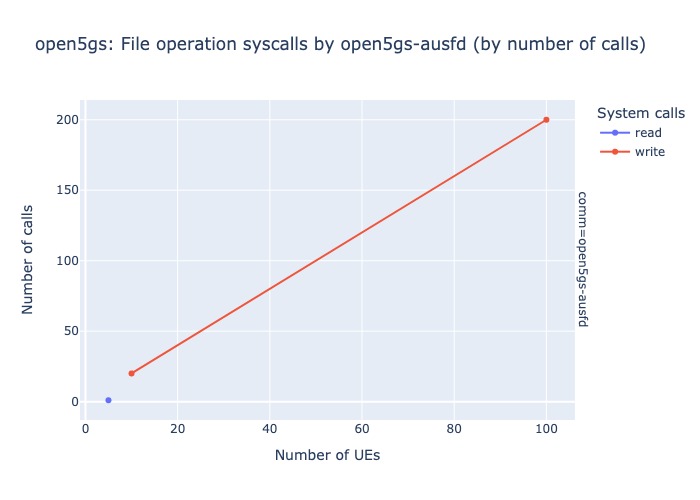 open5gs: File operation syscalls by open5gs-ausfd (by number of calls)
System calls
read
write
200
150
100
50
0
Number of calls
comm=open5gs-ausfd
0
20
40
60
80
100
Number of UEs